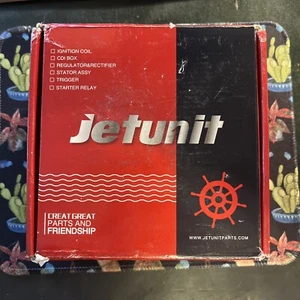 IGNITION COIL
CDI BOX
REGULATOR&RECTIFIER
STATOR ASSY
TRIGGER
STARTER RELAY
jetunit
CREAT GREAT
PARTS AND
FRIENDSHIP
WWW.JETUNITPARTS.COM